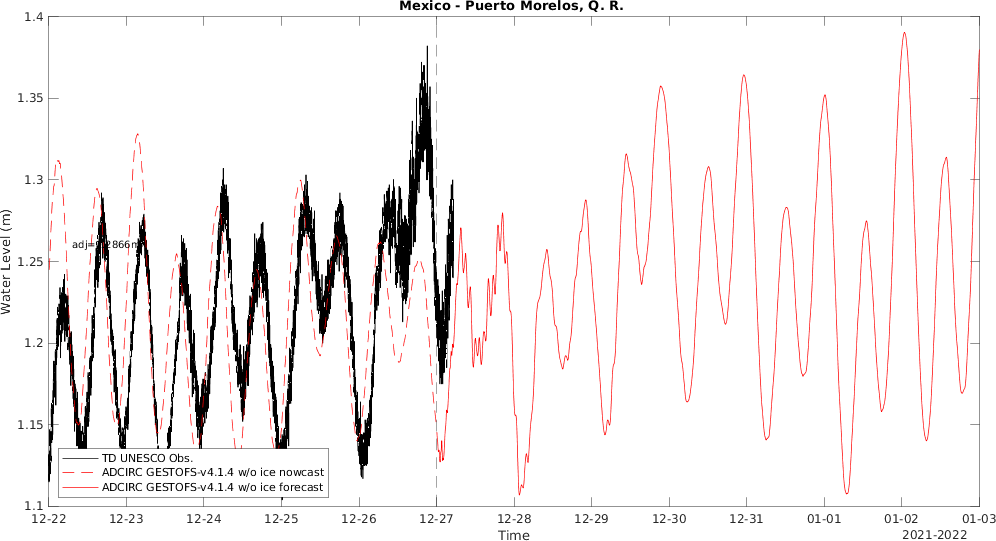 Mexico - Puerto Morelos, Q. R.
1.4
1.35
1.3
1.25
1.2
1.15
1.1
Water Level (m)
TD UNESCO Obs.
ADCIRC GESTOFS-v4.1.4 w/o ice nowcast
ADCIRC GESTOFS-v4.1.4 w/o ice forecast
12-22 12-23 12-24 12-25 12-26 12-27 12-28 12-29 12-30 12-31 01-01 01-02 01-03
Time
2021-2022